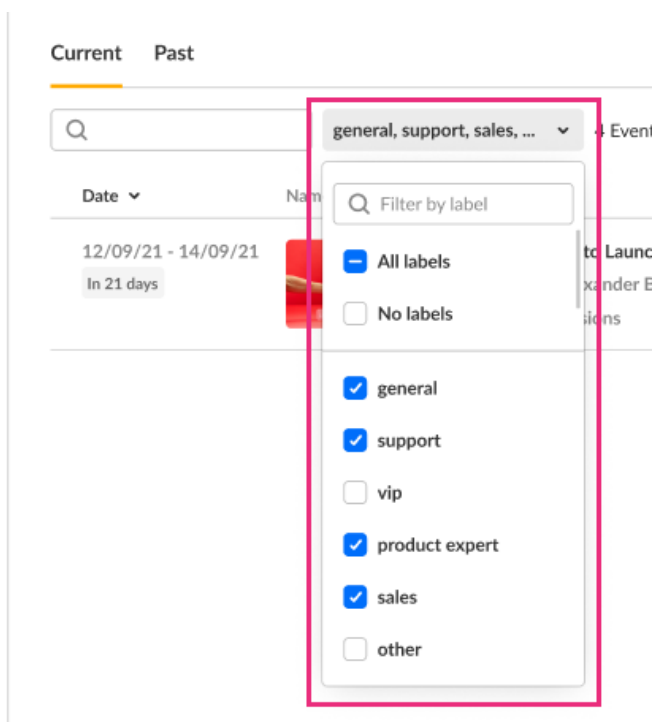 Current Past
general, support, sales, ...
Date
12/09/21 - 14/09/21
In 21 days
Filter by label
All labels
No labels
general
support
vip
product expert
sales
other